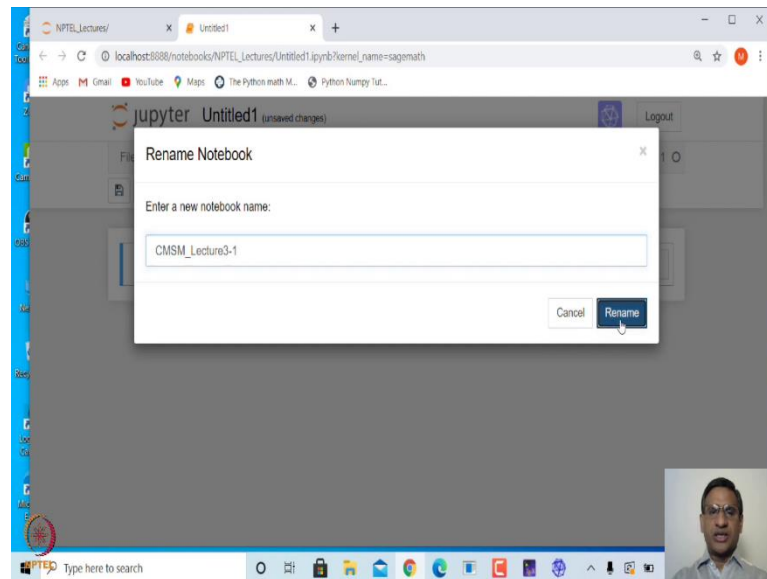 NPTEL_Lectures/ x Untitled1 x +
localhost:8888/notebooks/NPTEL_Lectures/Untitled1.ipynb?kernel_name=sagemath M
Apps Gmail YouTube Maps The Python math M... Python Numpy Tut...
jupyter Untitled1 (unsaved changes) Logout
Rename Notebook x
Enter a new notebook name:
CMSM_Lecture3-1
Cancel Rename
NPTEL Type here to search